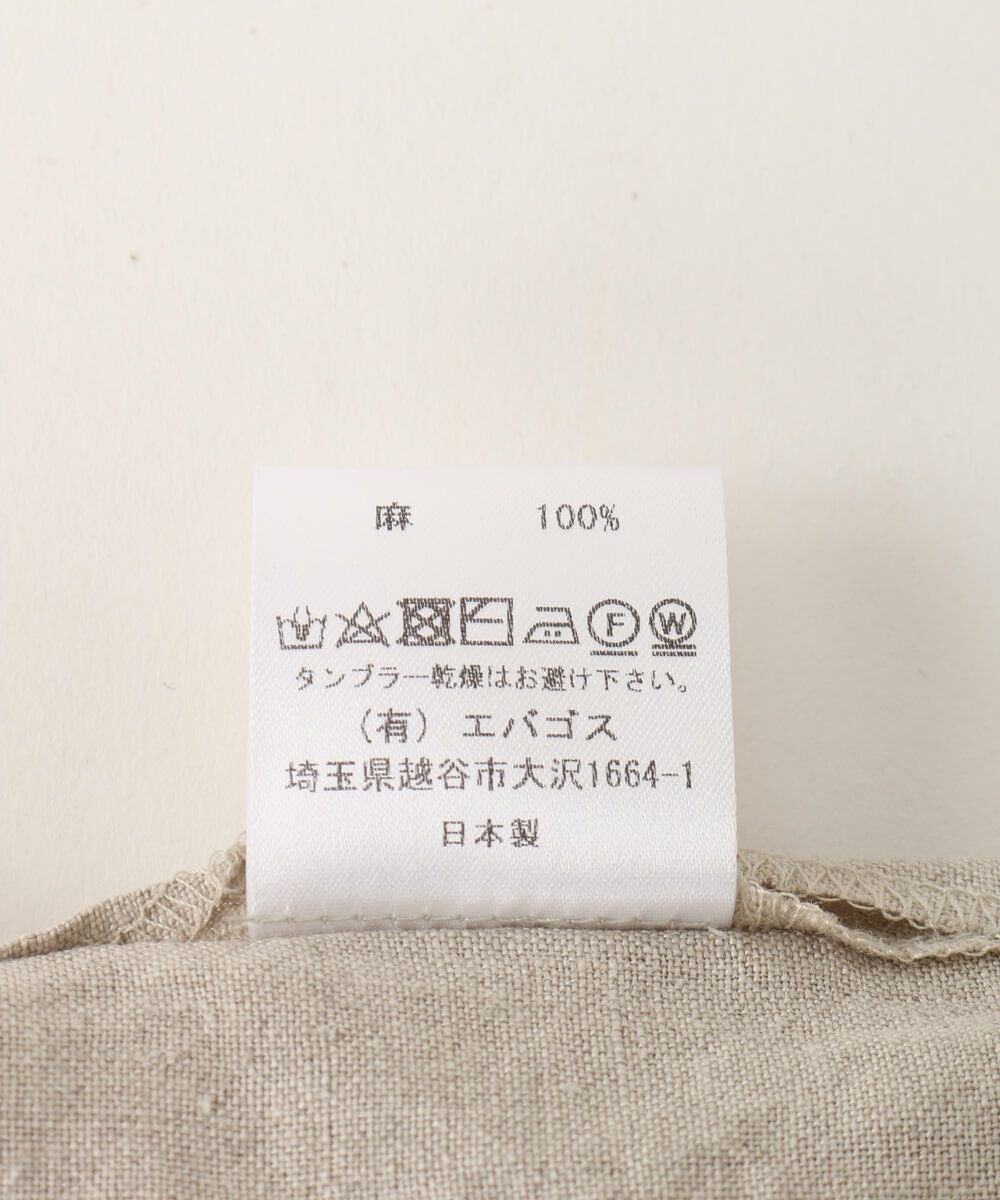 麻 100%
F W
タンブラー乾燥はお避け下さい。
(有) エバゴス
埼玉県越谷市大沢1664-1
日本製